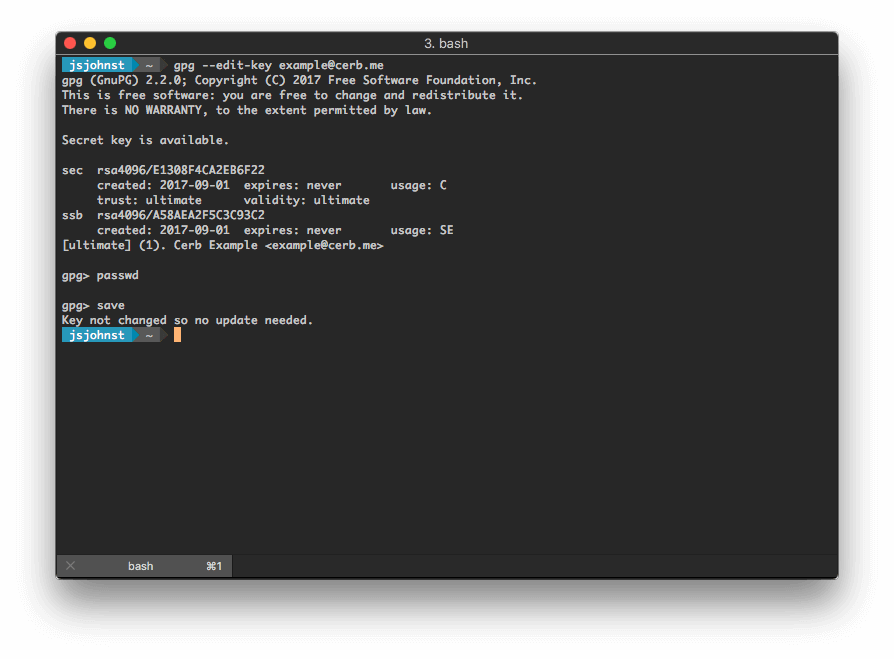 3. bash
jsjohnst ~ gpg --edit-key example@cerb.me
gpg (GnuPG) 2.2.0; Copyright (C) 2017 Free Software Foundation, Inc.
This is free software: you are free to change and redistribute it.
There is NO WARRANTY, to the extent permitted by law.
Secret key is available.
sec rsa4096/E1308F4CA2EB6F22
created: 2017-09-01 expires: never usage: C
trust: ultimate validity: ultimate
ssb rsa4096/A58AEA2F5C3C93C2
created: 2017-09-01 expires: never usage: SE
[ultimate] (1). Cerb Example <example@cerb.me>
gpg> passwd
gpg> save
Key not changed so no update needed.
jsjohnst ~
bash ⌘1